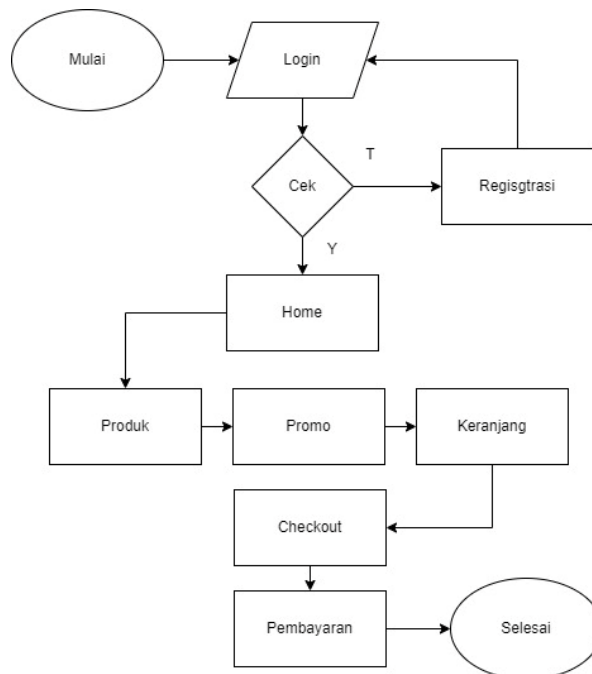 Mulai
Login
T
Cek
Regisgtrasi
Y
Home
Produk
Promo
Keranjang
Checkout
Pembayaran
Selesai